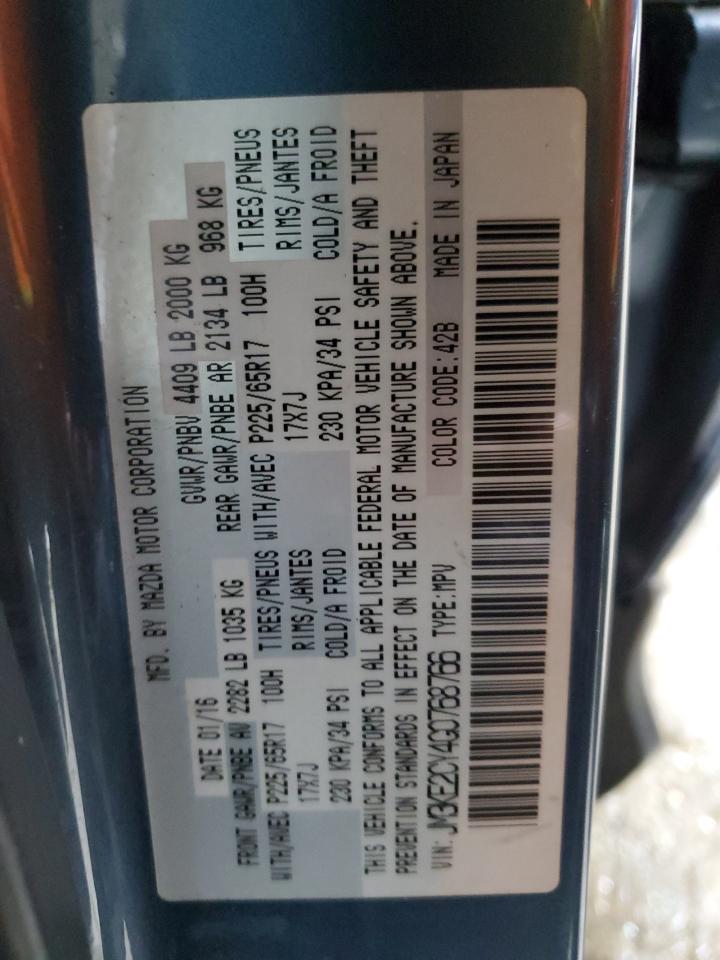 MFD. BY MAZDA MOTOR CORPORATION
DATE 01/16 GVWR/PNBV 4409 LB 2000 KG
FRONT GAWR/PNBE AV 2282 LB 1035 KG REAR GAWR/PNBE AR 2134 LB 968 KG
WITH/AVEC P225/65R17 100H TIRES/PNEUS WITH/AVEC P225/65R17 100H TIRES/PNEUS
17X7J RIMS/JANTES 17X7J RIMS/JANTES
230 KPA/34 PSI COLD/A FROID 230 KPA/34 PSI COLD/A FROID
THIS VEHICLE CONFORMS TO ALL APPLICABLE FEDERAL MOTOR VEHICLE SAFETY AND THEFT
PREVENTION STANDARDS IN EFFECT ON THE DATE OF MANUFACTURE SHOWN ABOVE.
VIN: JM3KE2CY4G0768766 TYPE:MPV COLOR CODE:42B MADE IN JAPAN